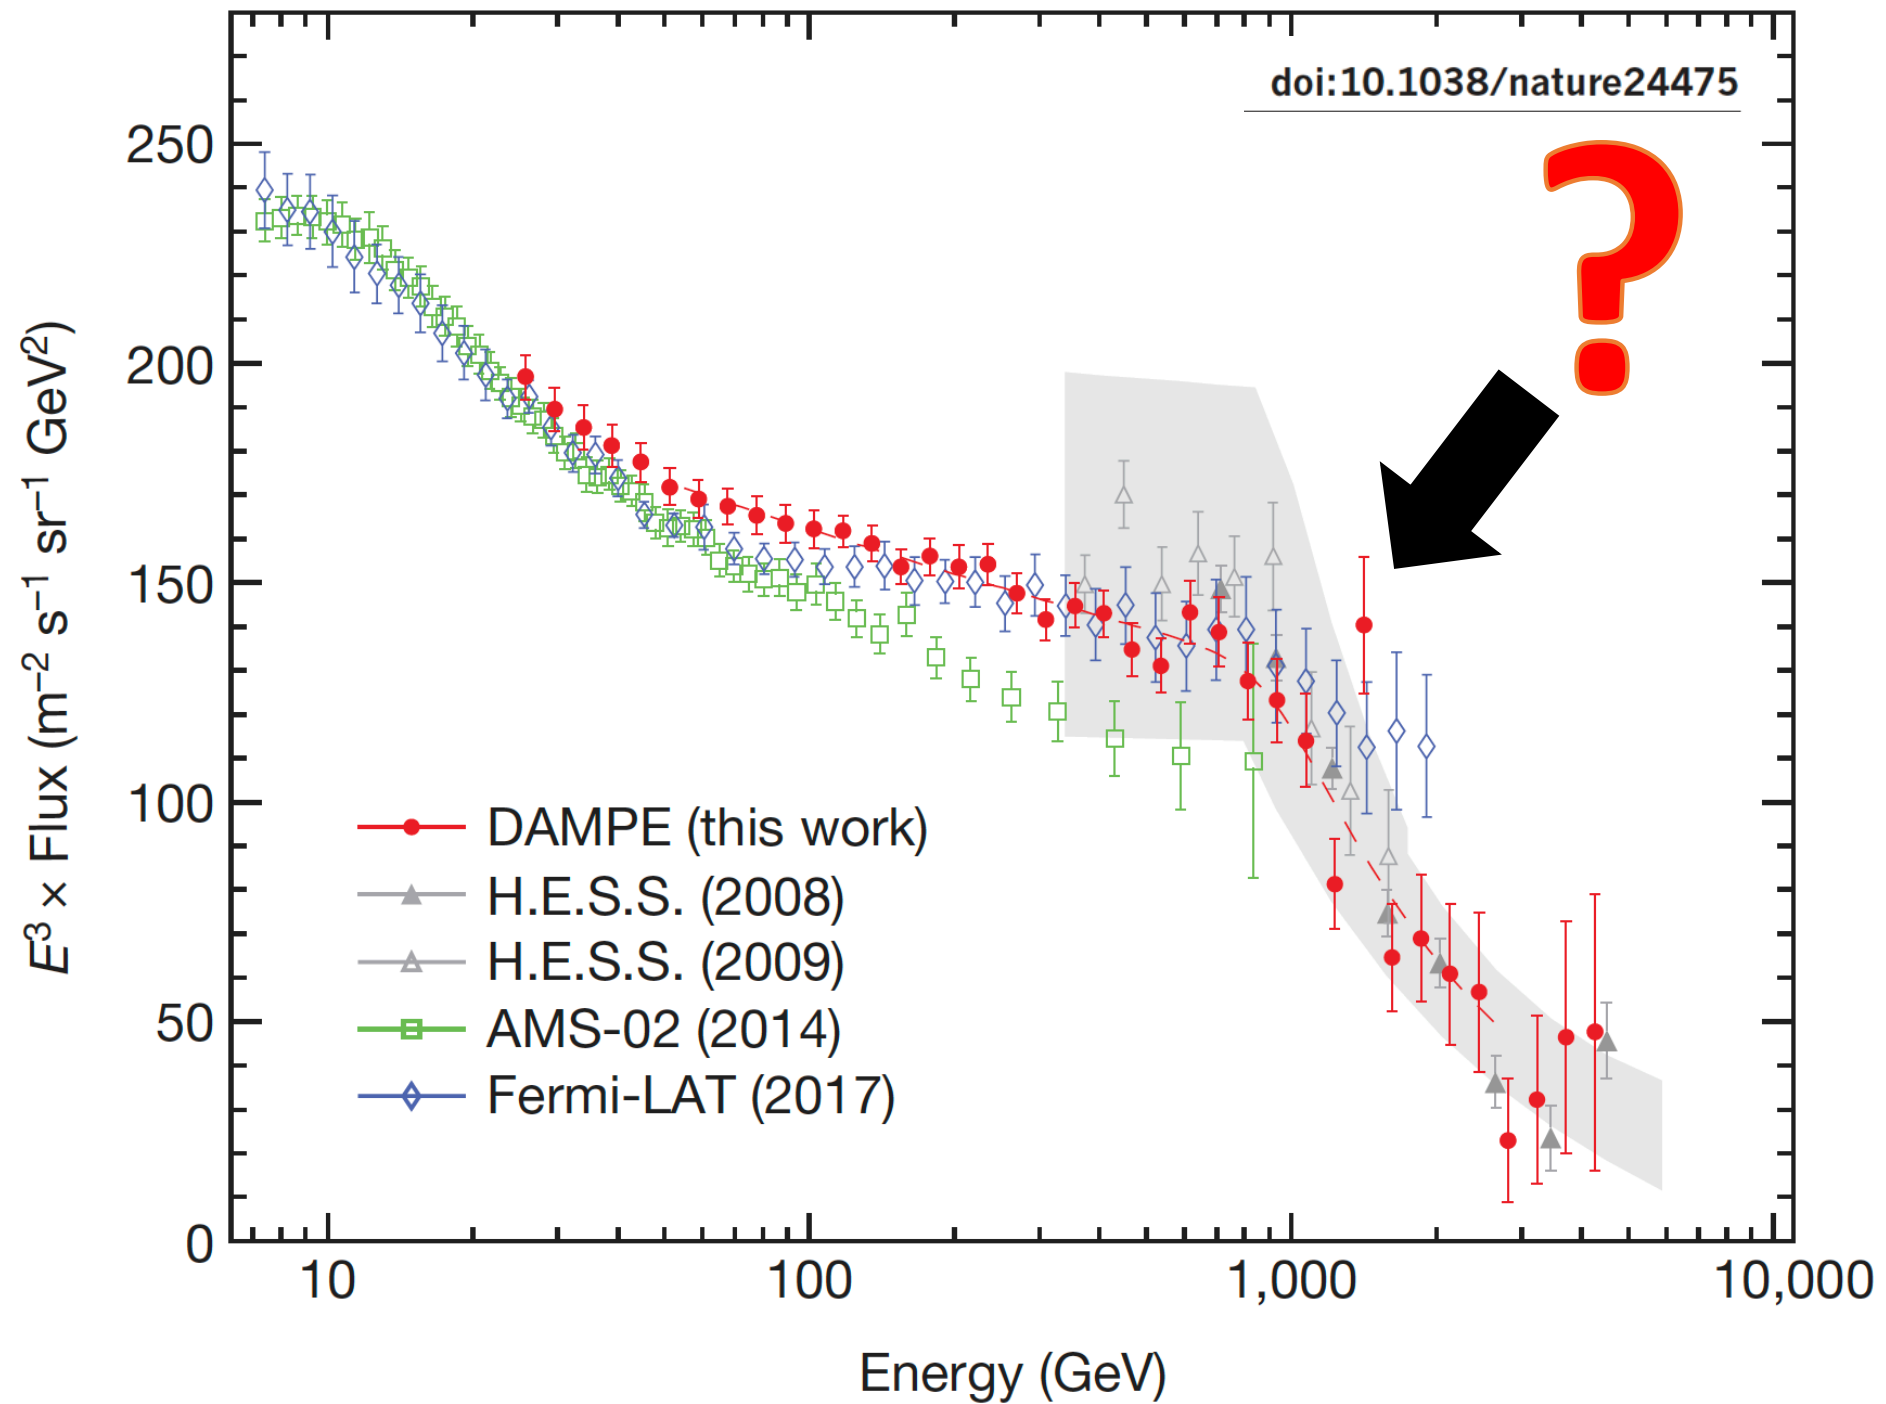 doi:10.1038/nature24475
?
250
200
150
100
50
0
E³ × Flux (m⁻² s⁻¹ sr⁻¹ GeV²)
DAMPE (this work)
H.E.S.S. (2008)
H.E.S.S. (2009)
AMS-02 (2014)
Fermi-LAT (2017)
10 100 1,000 10,000
Energy (GeV)